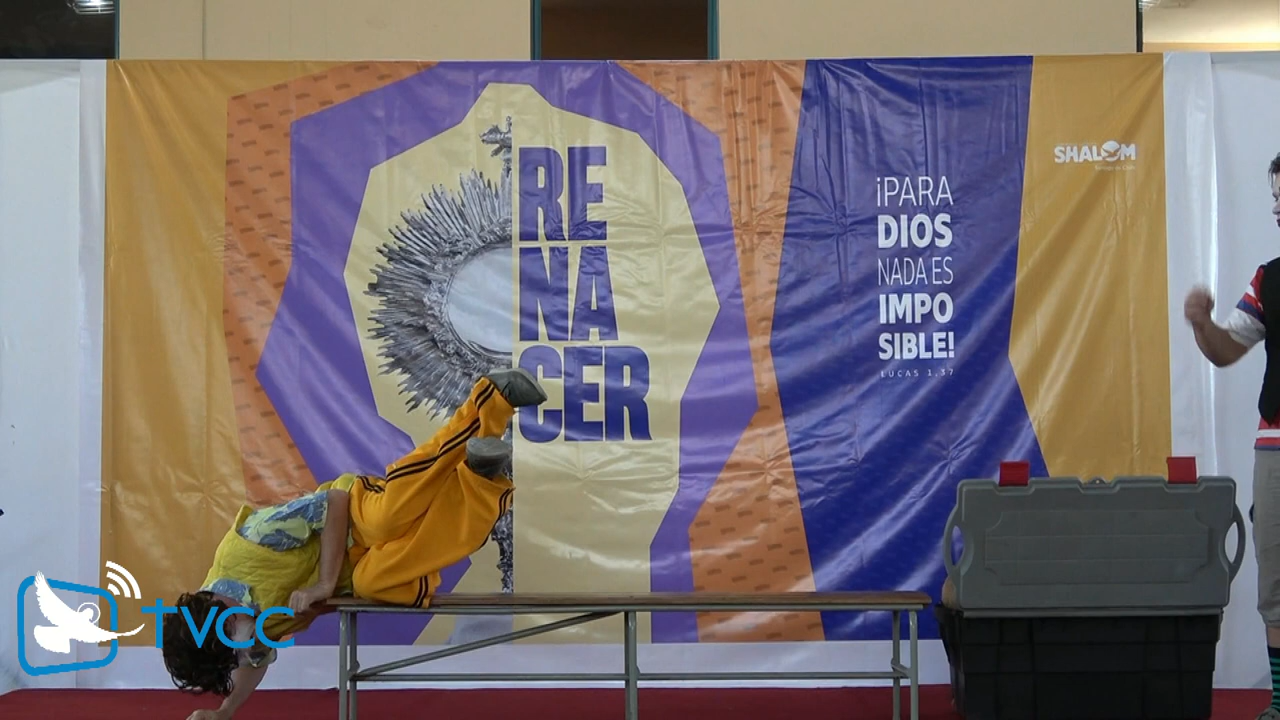 RE
NA
CER
¡PARA
DIOS
NADA ES
IMPO
SIBLE!
LUCAS 1,37
SHALOM
tvcc